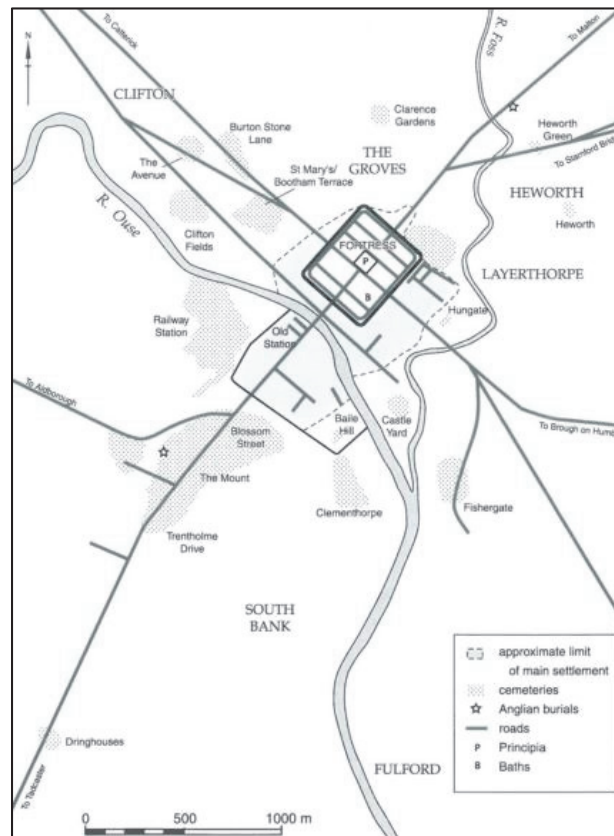 To Catterick
R. Foss
To Malton
N
CLIFTON
Clarence
Gardens
Burton Stone
Lane
Heworth
Green
THE
GROVES
To Stamford Brid
The
Avenue
St Mary's/
Bootham Terrace
HEWORTH
R. Ouse
Clifton
Fields
FORTRESS
P
Heworth
LAYERTHORPE
B
Railway
Station
Old
Station
Hungate
To Aldborough
Blossom
Street
Baile
Hill
Castle
Yard
To Brough on Humb
The Mount
Clementhorpe
Fishergate
Trentholme
Drive
SOUTH
BANK
approximate limit
of main settlement
cemeteries
Anglian burials
roads
P Principia
B Baths
Dringhouses
FULFORD
To Tadcaster
0 500 1000 m